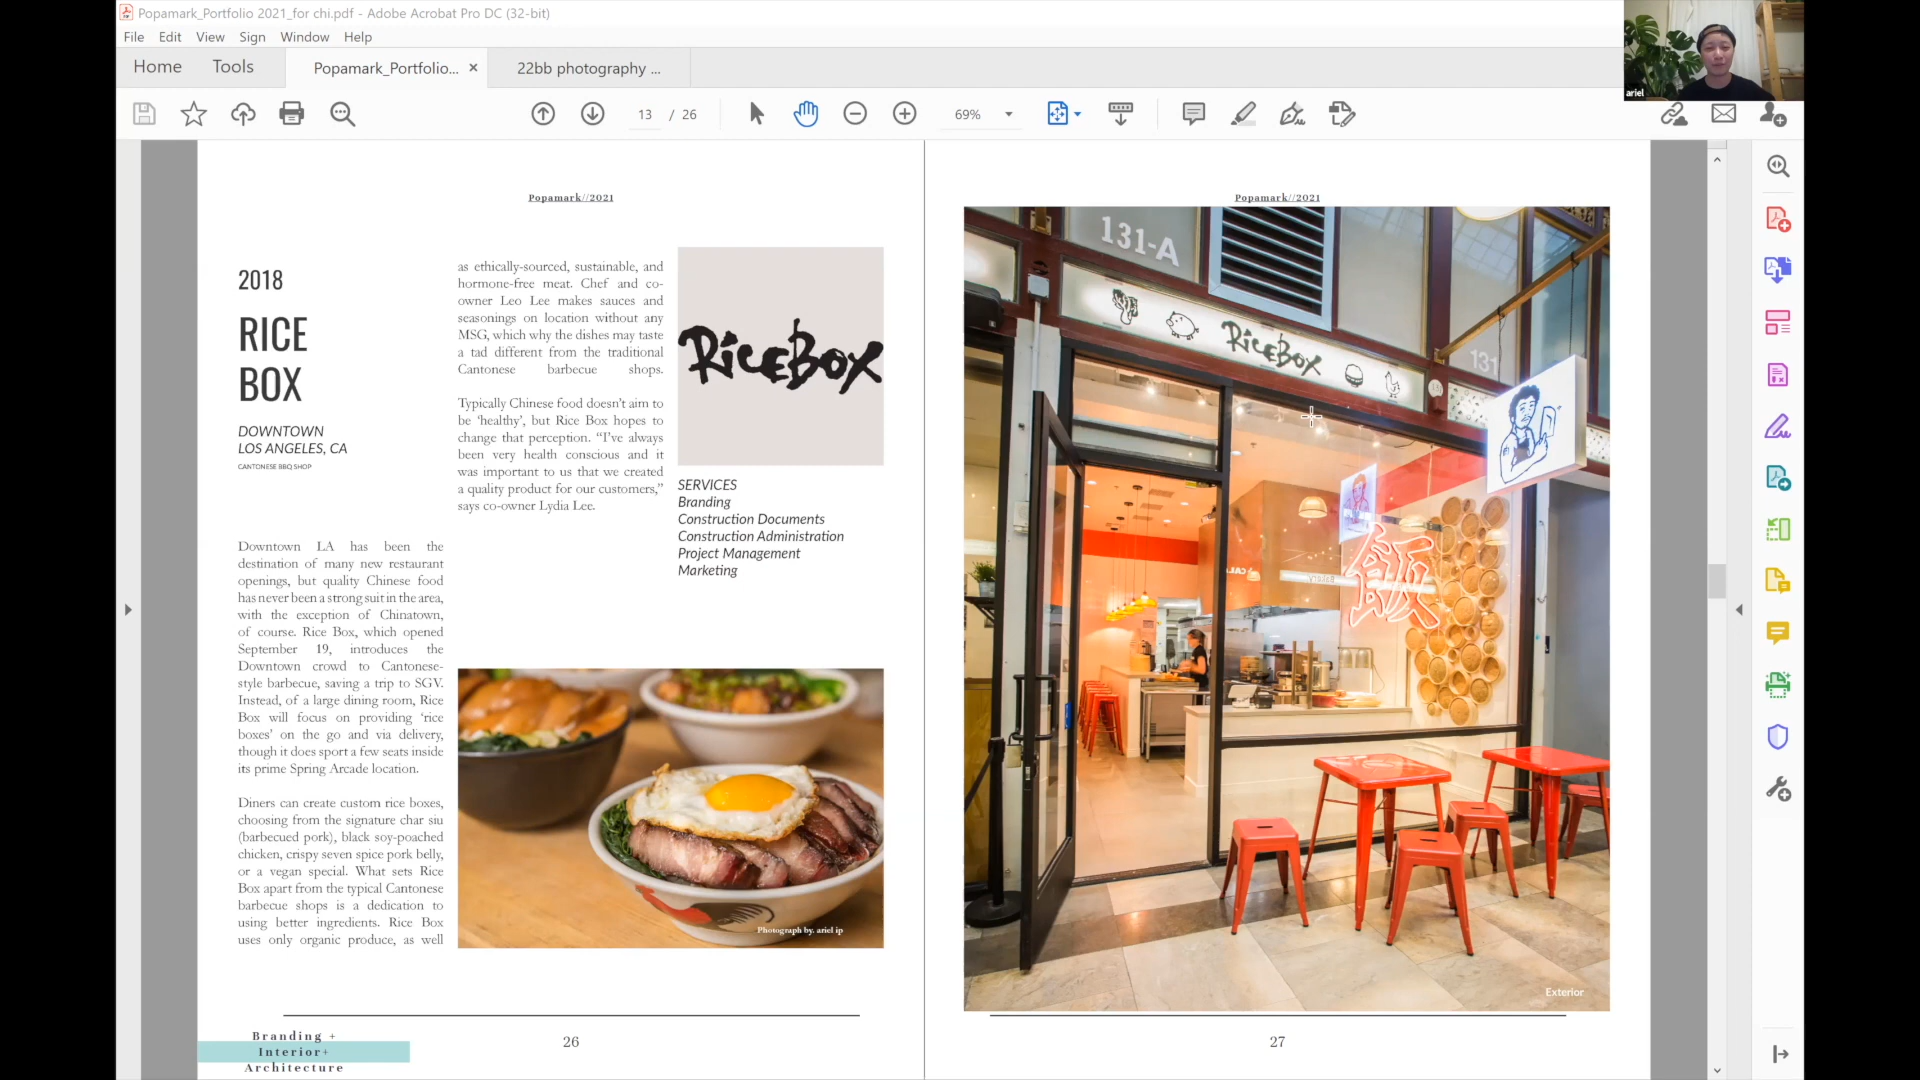 Popamark_Portfolio 2021_for chi.pdf - Adobe Acrobat Pro DC (32-bit)
File Edit View Sign Window Help
Home Tools Popamark_Portfolio... × 22bb photography ...
ariel
13 / 26
69%
Popamark//2021
2018
RICE
BOX
DOWNTOWN
LOS ANGELES, CA
CANTONESE BBQ SHOP
Downtown LA has been the
destination of many new restaurant
openings, but quality Chinese food
has never been a strong suit in the area,
with the exception of Chinatown,
of course. Rice Box, which opened
September 19, introduces the
Downtown crowd to Cantonese-
style barbecue, saving a trip to SGV.
Instead, of a large dining room, Rice
Box will focus on providing ‘rice
boxes’ on the go and via delivery,
though it does sport a few seats inside
its prime Spring Arcade location.
Diners can create custom rice boxes,
choosing from the signature char siu
(barbecued pork), black soy-poached
chicken, crispy seven spice pork belly,
or a vegan special. What sets Rice
Box apart from the typical Cantonese
barbecue shops is a dedication to
using better ingredients. Rice Box
uses only organic produce, as well
as ethically-sourced, sustainable, and
hormone-free meat. Chef and co-
owner Leo Lee makes sauces and
seasonings on location without any
MSG, which why the dishes may taste
a tad different from the traditional
Cantonese barbecue shops.
Typically Chinese food doesn’t aim to
be ‘healthy’, but Rice Box hopes to
change that perception. “I’ve always
been very health conscious and it
was important to us that we created
a quality product for our customers,”
says co-owner Lydia Lee.
RiceBox
SERVICES
Branding
Construction Documents
Construction Administration
Project Management
Marketing
Photograph by. ariel ip
Branding +
Interior+
Architecture
26
Popamark//2021
131-A
RiceBox
131
飯
Bakery
Exterior
27